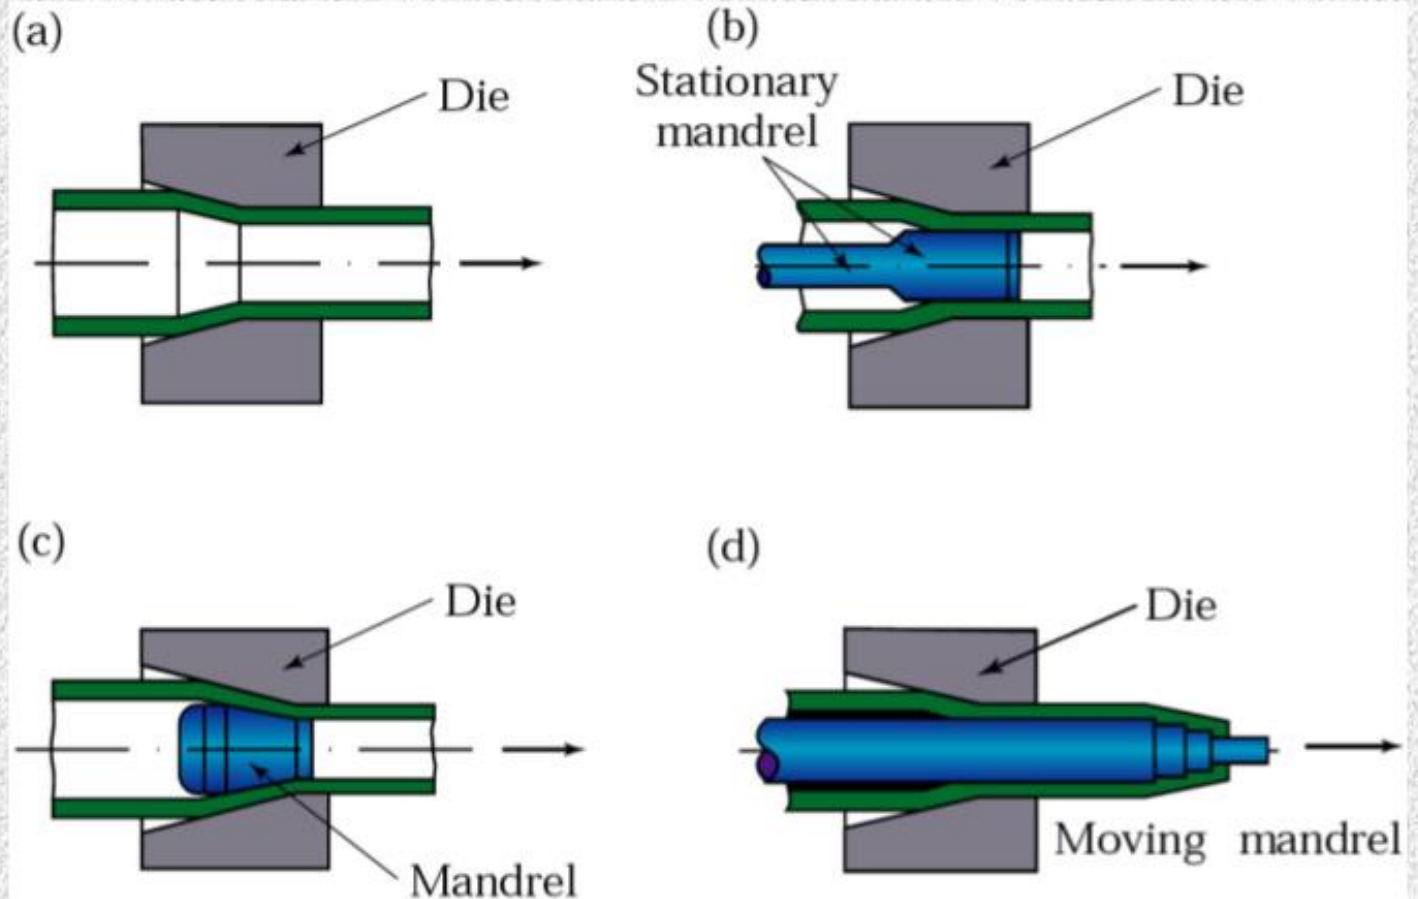 (a)
Die
(b)
Stationary
mandrel
Die
(c)
Die
Mandrel
(d)
Die
Moving mandrel